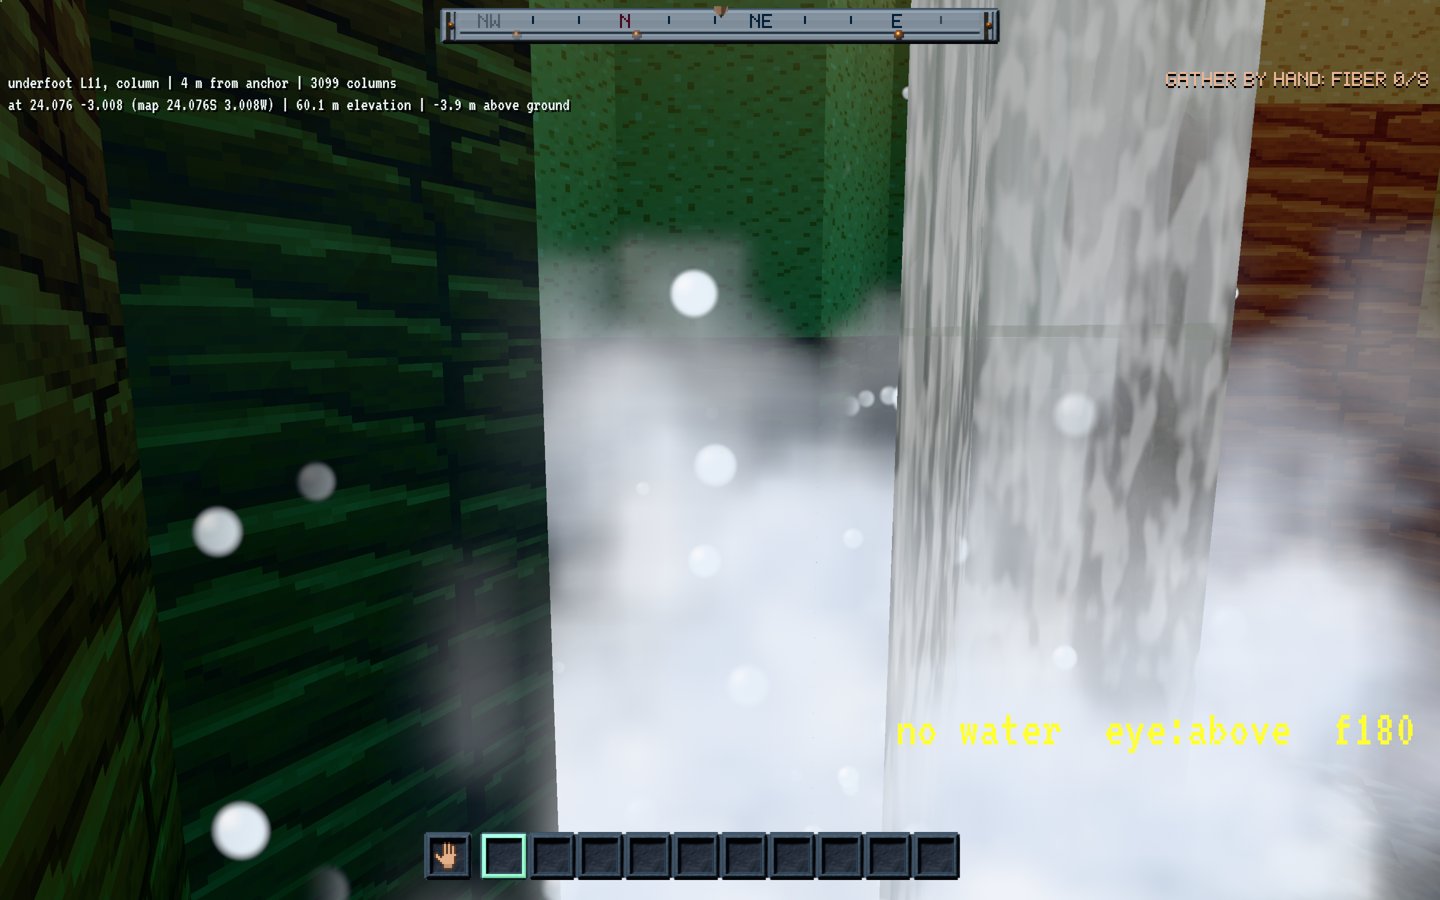 NW N NE E
underfoot L11, column | 4 m from anchor | 3099 columns
GATHER BY HAND: FIBER 0/8
at 24.076 -3.008 (map 24.076S 3.008W) | 60.1 m elevation | -3.9 m above ground
no water eye:above f180